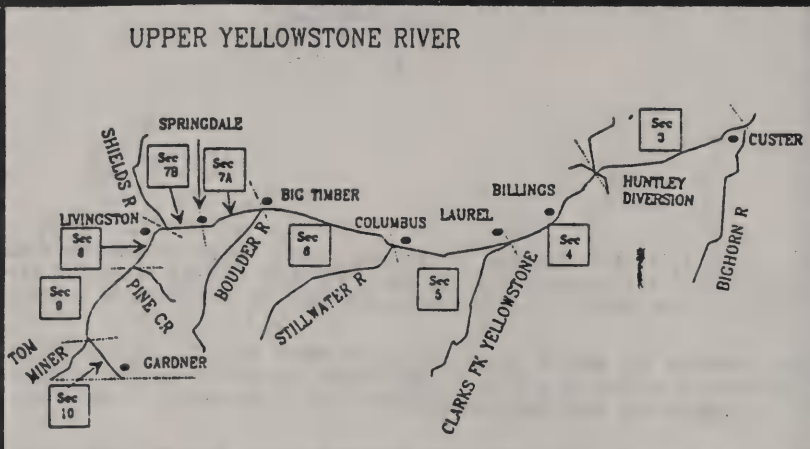 UPPER YELLOWSTONE RIVER
SPRINGDALE
SHIELDS R
Sec
7B
Sec
7A
Sec
3
CUSTER
BIG TIMBER
BILLINGS
HUNTLEY
DIVERSION
LIVINGSTON
COLUMBUS
LAUREL
Sec
8
BOULDER R
Sec
6
Sec
4
BIGHORN R
Sec
9
PINE CR
STILLWATER R
Sec
5
CLARKS FK YELLOWSTONE
TOM
MINER
GARDNER
Sec
10